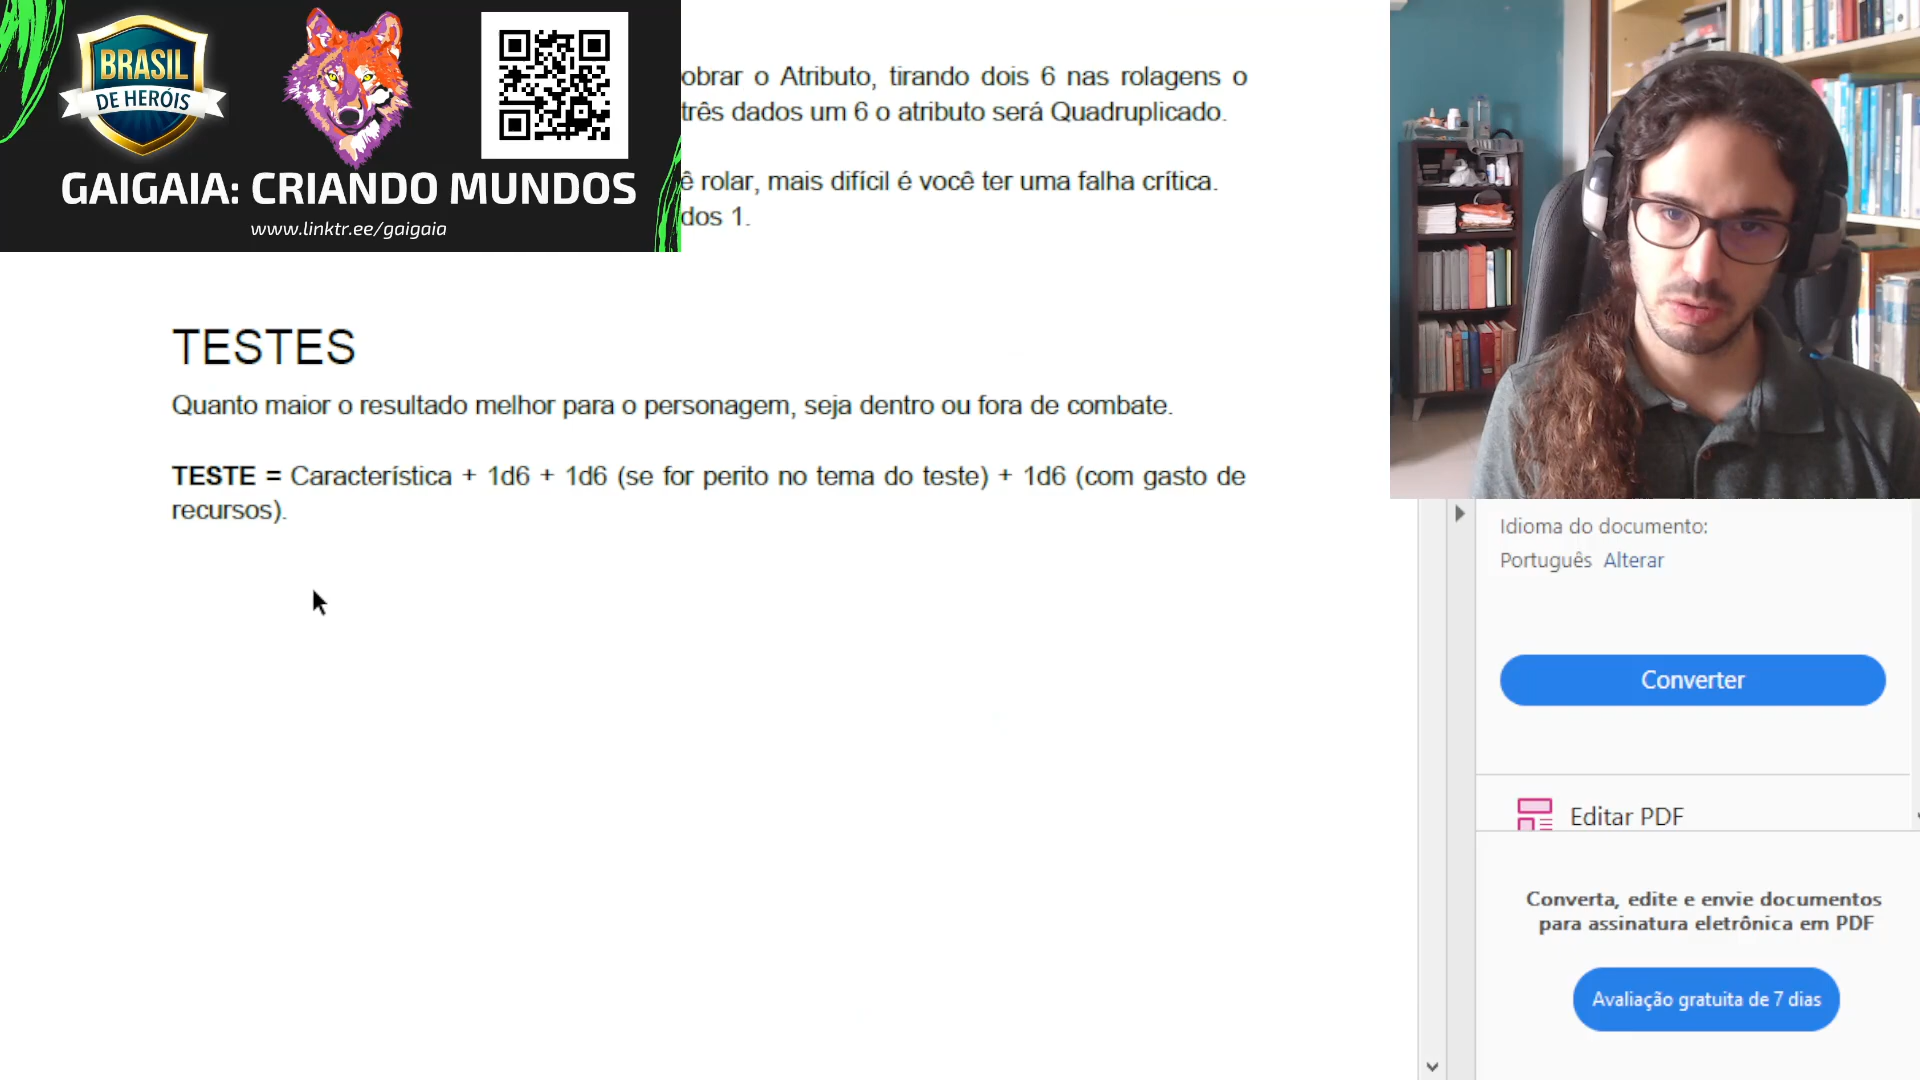 BRASIL
DE HERÓIS
GAIGAIA: CRIANDO MUNDOS
www.linktr.ee/gaigaia
obrar o Atributo, tirando dois 6 nas rolagens o
três dados um 6 o atributo será Quadruplicado.
ê rolar, mais difícil é você ter uma falha crítica.
dos 1.
TESTES
Quanto maior o resultado melhor para o personagem, seja dentro ou fora de combate.
TESTE = Característica + 1d6 + 1d6 (se for perito no tema do teste) + 1d6 (com gasto de
recursos).
Idioma do documento:
Português Alterar
Converter
Editar PDF
Converta, edite e envie documentos
para assinatura eletrônica em PDF
Avaliação gratuita de 7 dias